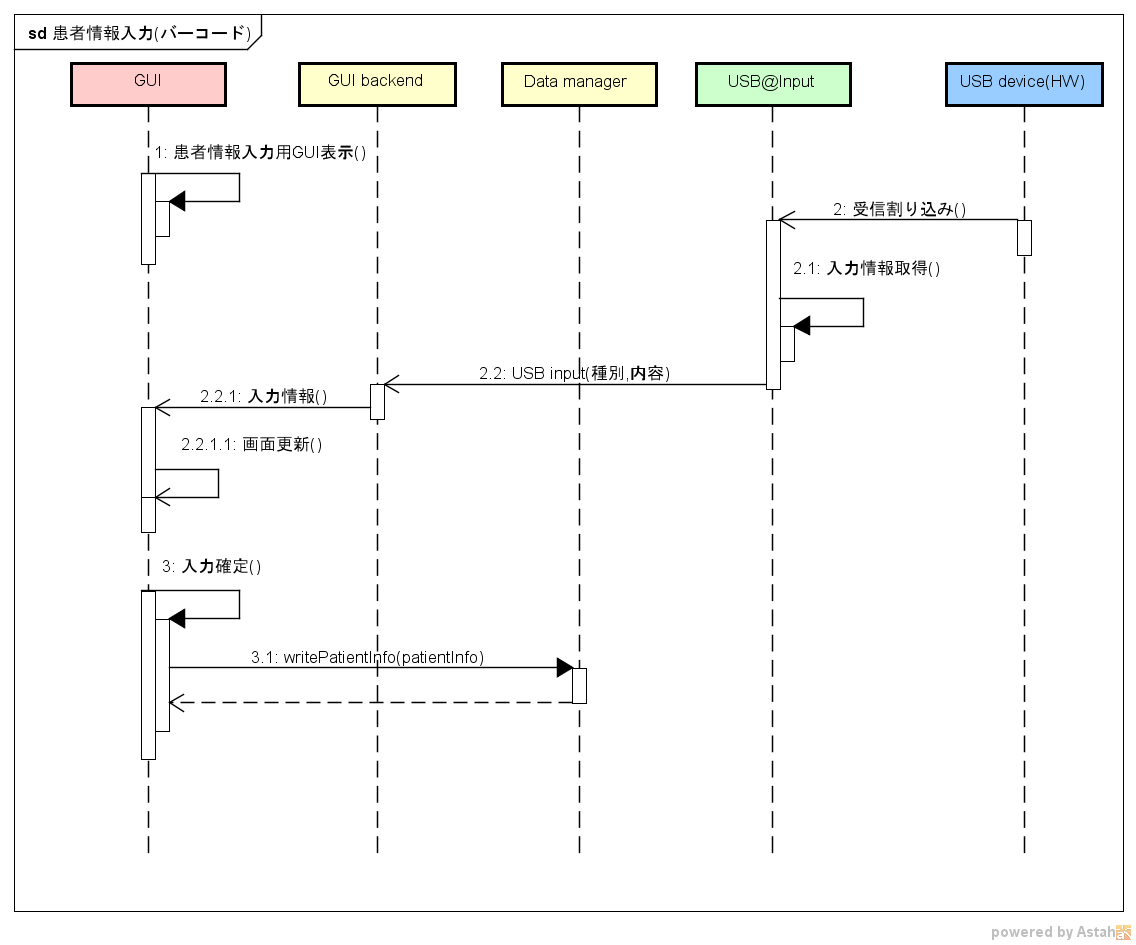 sd 患者情報入力(バーコード)
GUI
GUI backend
Data manager
USB@Input
USB device(HW)
1: 患者情報入力用GUI表示()
2: 受信割り込み()
2.1: 入力情報取得()
2.2: USB input(種別,内容)
2.2.1: 入力情報()
2.2.1.1: 画面更新()
3: 入力確定()
3.1: writePatientInfo(patientInfo)
powered by Astah